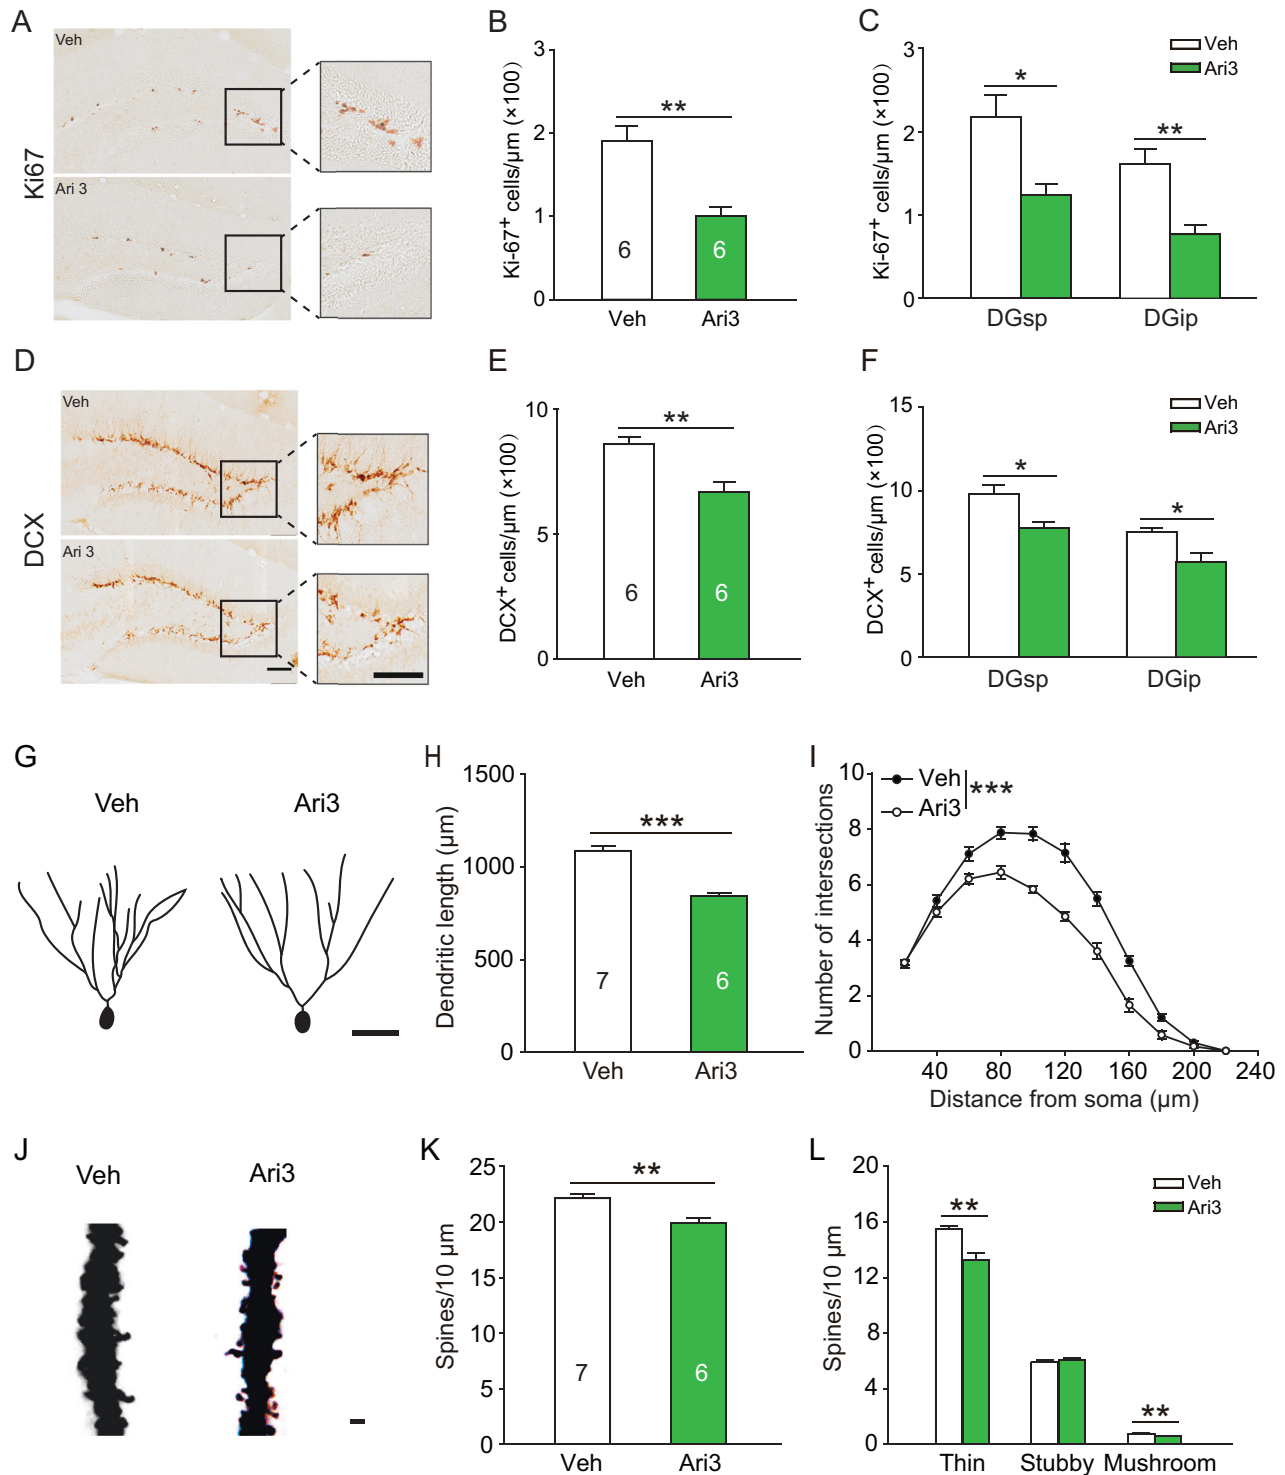 A
Ki67
Veh
Ari 3
B
Ki-67+ cells/μm (×100)
3
2
1
0
**
6
6
Veh
Ari3
C
Ki-67+ cells/μm (×100)
3
2
1
0
Veh
Ari3
*
**
DGsp
DGip
D
DCX
Veh
Ari 3
E
DCX+ cells/μm (×100)
10
5
0
**
6
6
Veh
Ari3
F
DCX+ cells/μm (×100)
15
10
5
0
Veh
Ari3
*
*
DGsp
DGip
G
Veh
Ari3
H
Dendritic length (μm)
1500
1000
500
0
***
7
6
Veh
Ari3
I
Number of intersections
10
8
6
4
2
0
Veh
Ari3
***
40
80
120
160
200
240
Distance from soma (μm)
J
Veh
Ari3
K
Spines/10 μm
25
20
15
10
5
0
**
7
6
Veh
Ari3
L
Spines/10 μm
20
16
12
8
4
0
Veh
Ari3
**
**
Thin
Stubby
Mushroom